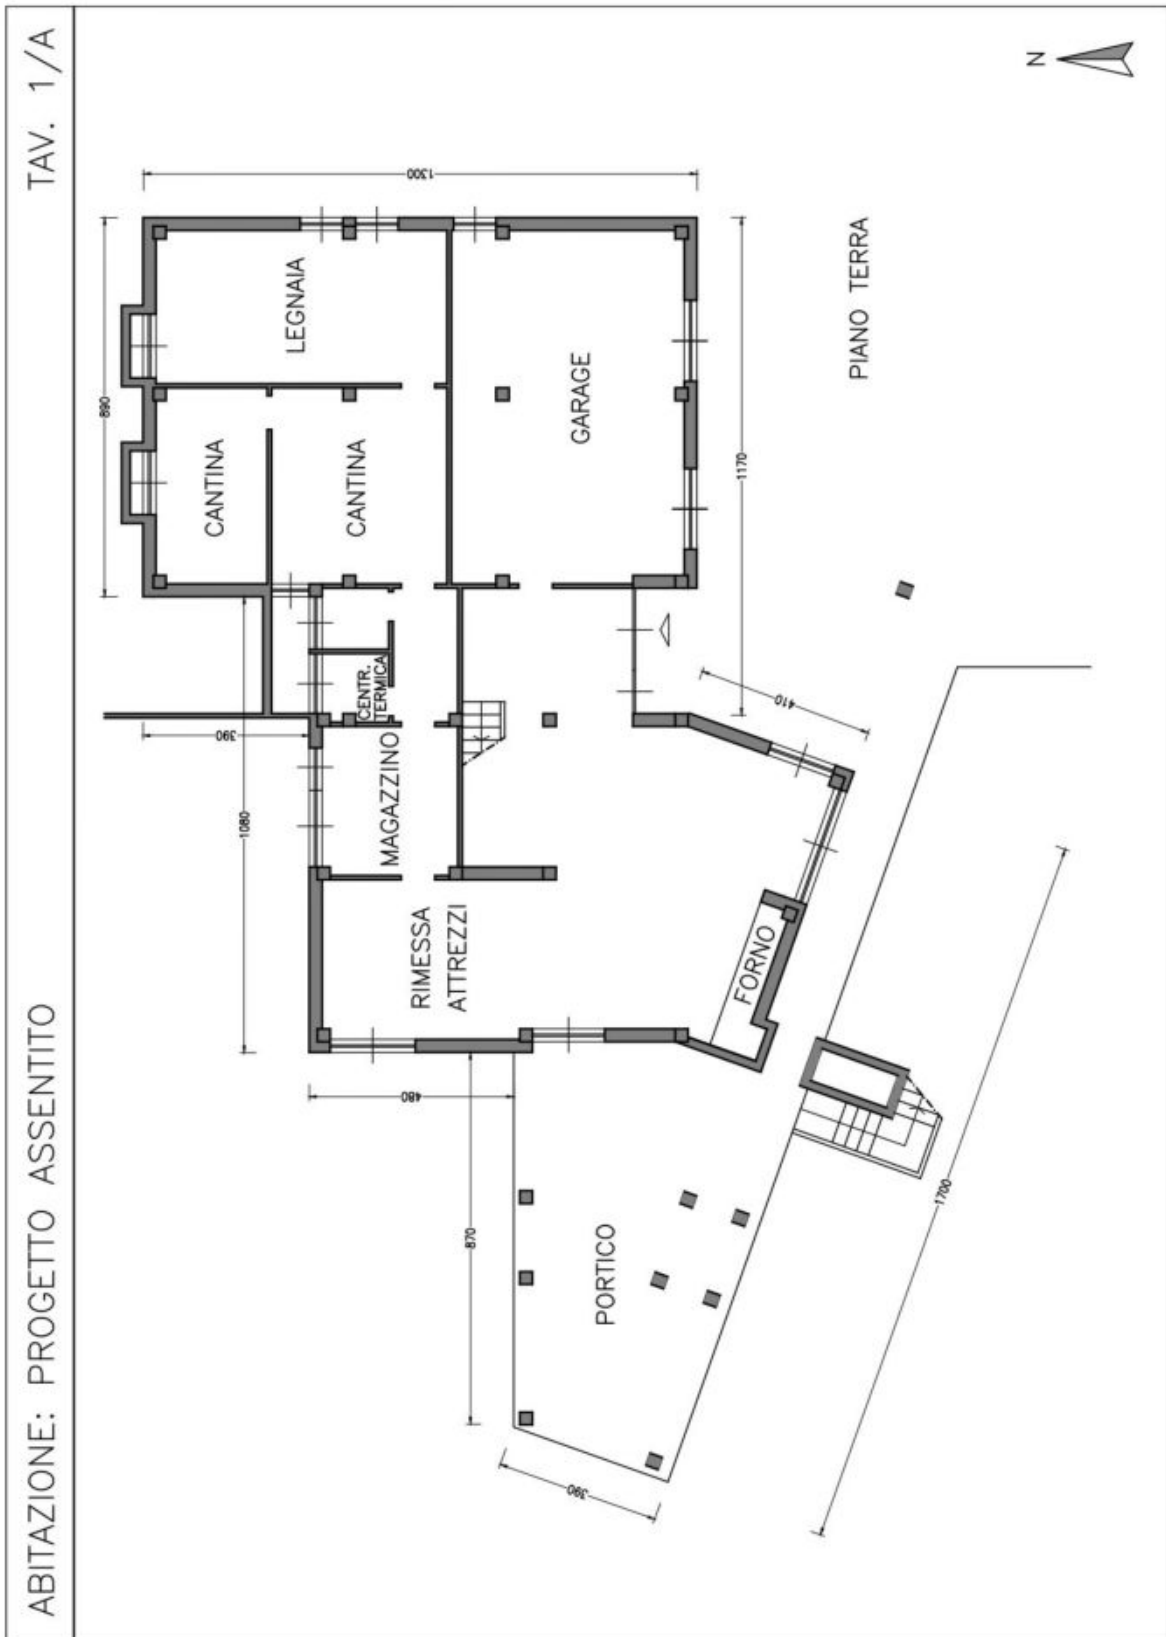 ABITAZIONE: PROGETTO ASSENTITO TAV. 1/A
N
1300
890
LEGNAIA
CANTINA
CANTINA
GARAGE
PIANO TERRA
1170
390
1080
CENTR.
TERMICA
MAGAZZINO
410
RIMESSA
ATTREZZI
FORNO
480
870
PORTICO
390
1700